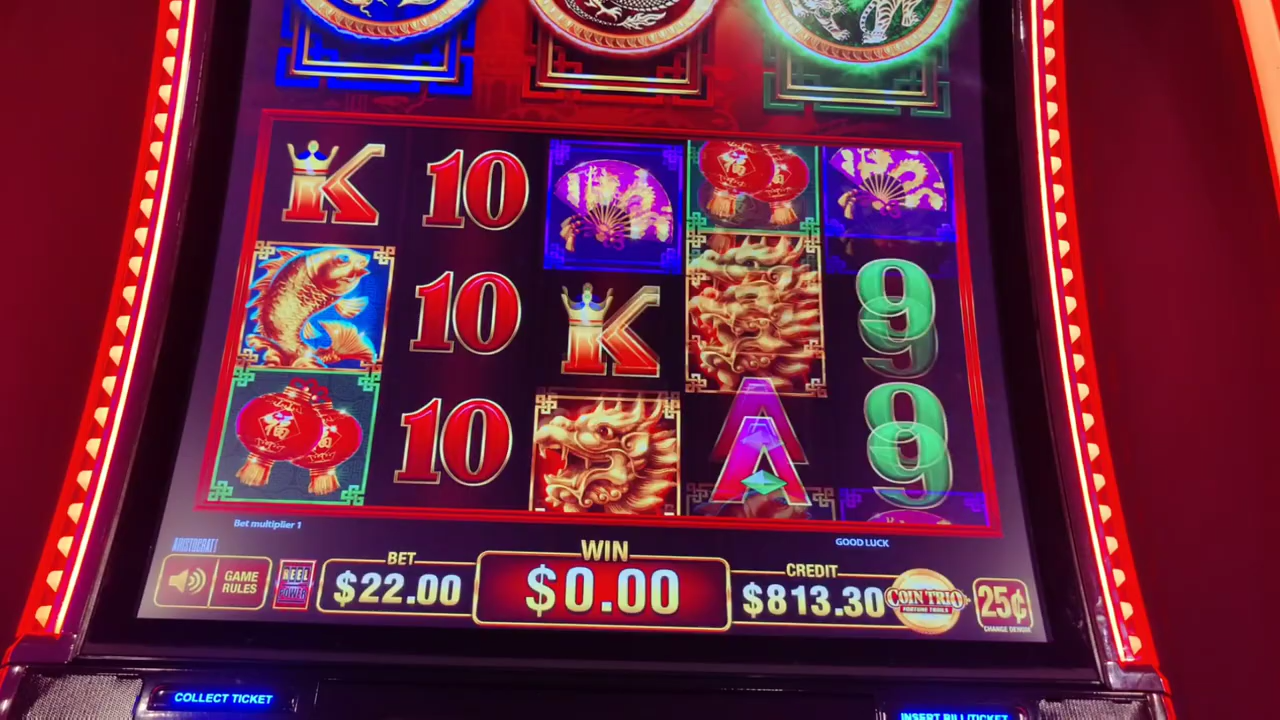 K 10
10 K 9
福
10 A 9
Bet multiplier 1
GOOD LUCK
ARISTOCRAT
GAME RULES
REEL POWER
BET
$22.00
WIN
$0.00
CREDIT
$813.30
COIN TRIO
FORTUNE TRAILS
25¢
CHANGE DENOM
COLLECT TICKET
INSERT BILL/TICKET